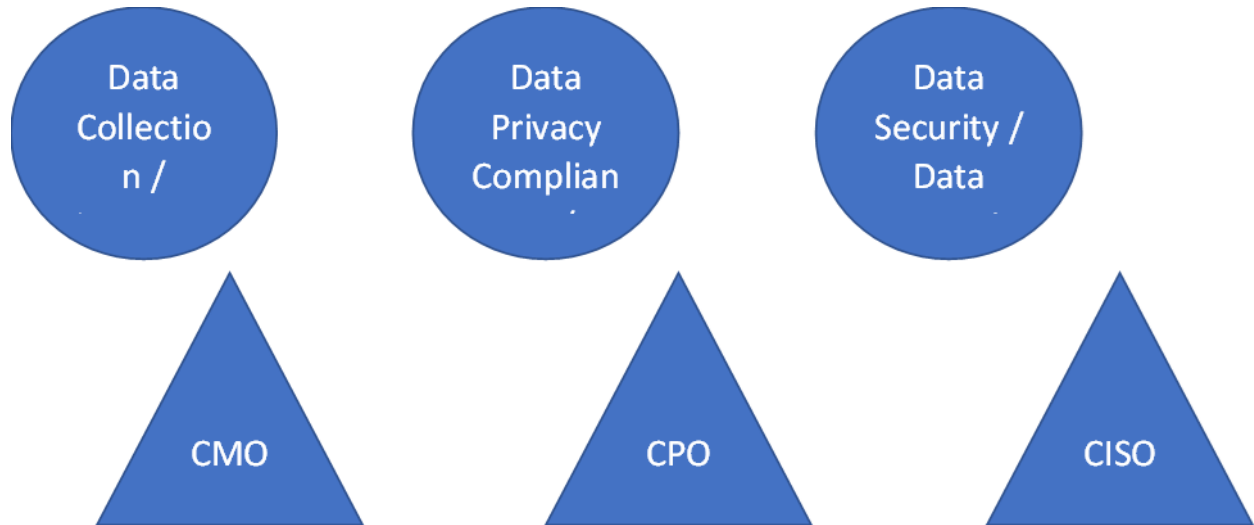 Data
Collectio
n /
Data
Privacy
Complian
Data
Security /
Data
CMO
CPO
CISO